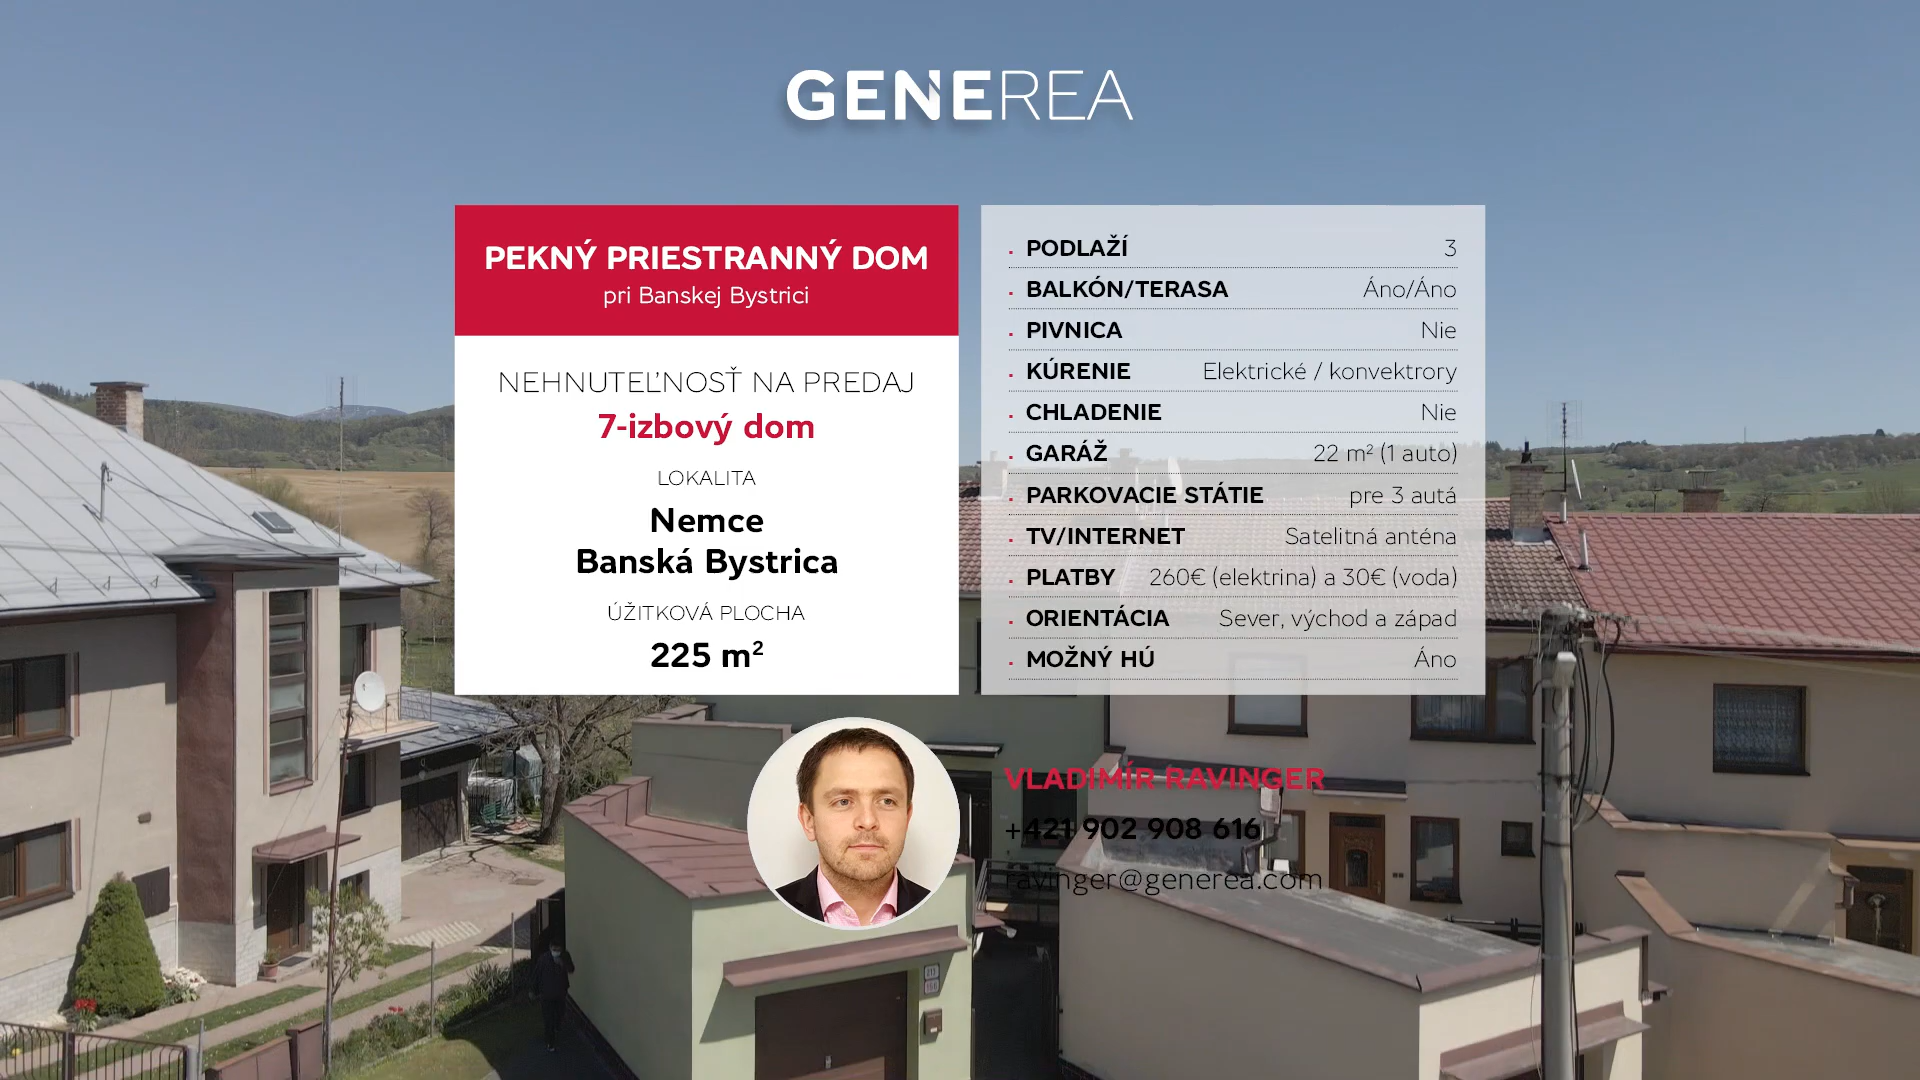 GENEREA
PEKNÝ PRIESTRANNÝ DOM
pri Banskej Bystrici
NEHNUTEĽNOSŤ NA PREDAJ
7-izbový dom
LOKALITA
Nemce
Banská Bystrica
ÚŽITKOVÁ PLOCHA
225 m²
PODLAŽÍ 3
BALKÓN/TERASA Áno/Áno
PIVNICA Nie
KÚRENIE Elektrické / konvektrory
CHLADENIE Nie
GARÁŽ 22 m² (1 auto)
PARKOVACIE STÁTIE pre 3 autá
TV/INTERNET Satelitná anténa
PLATBY 260€ (elektrina) a 30€ (voda)
ORIENTÁCIA Sever, východ a západ
MOŽNÝ HÚ Áno
VLADIMÍR RAVINGER
+421 902 908 616
ravinger@generea.com